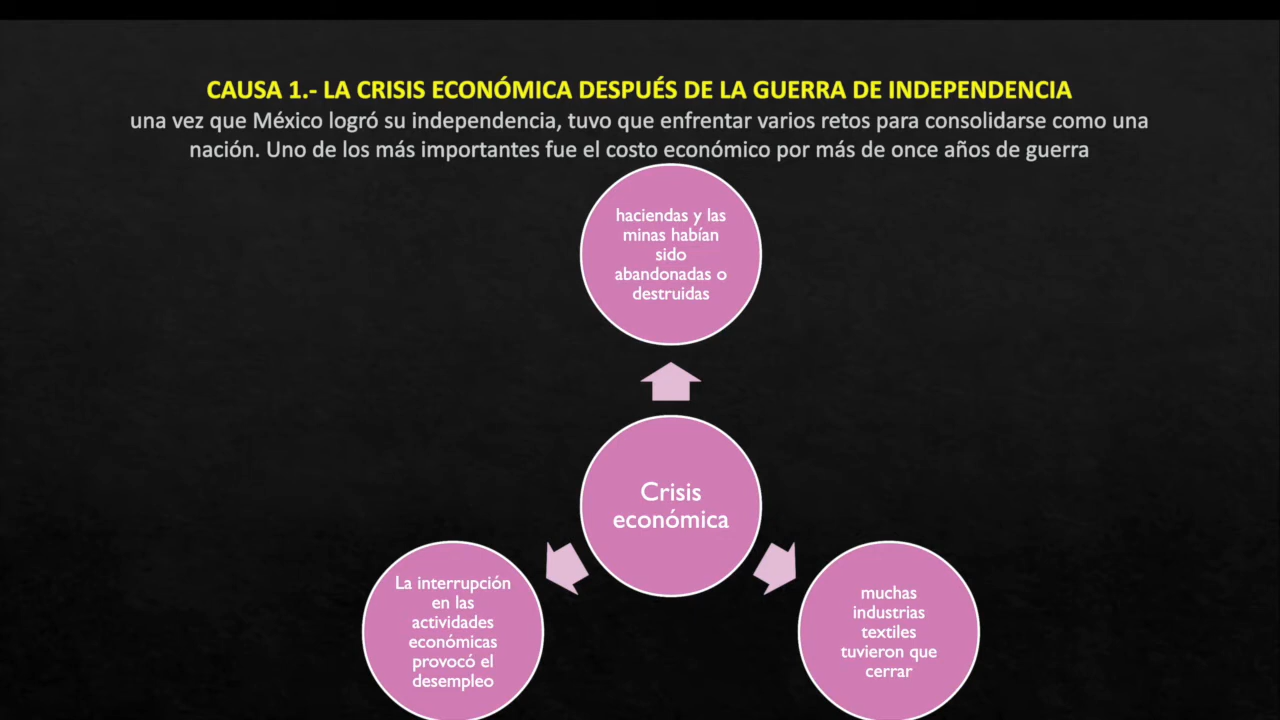 CAUSA 1.- LA CRISIS ECONÓMICA DESPUÉS DE LA GUERRA DE INDEPENDENCIA
una vez que México logró su independencia, tuvo que enfrentar varios retos para consolidarse como una
nación. Uno de los más importantes fue el costo económico por más de once años de guerra
haciendas y las
minas habían
sido
abandonadas o
destruidas
Crisis
económica
La interrupción
en las
actividades
económicas
provocó el
desempleo
muchas
industrias
textiles
tuvieron que
cerrar